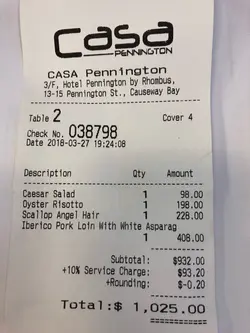 Casa
PENNINGTON
CASA Pennington
3/F, Hotel Pennington by Rhombus,
13-15 Pennington St., Causeway Bay
Table 2 Cover 4
Check No. 038798
Date 2018-03-27 19:24:08
Description Qty Amount
Caesar Salad 1 98.00
Oyster Risotto 1 198.00
Scallop Angel Hair 1 228.00
Iberico Pork Loin With White Asparag
1 408.00
Subtotal: $932.00
+10% Service Charge: $93.20
+Rounding: $-0.20
Total:$ 1,025.00